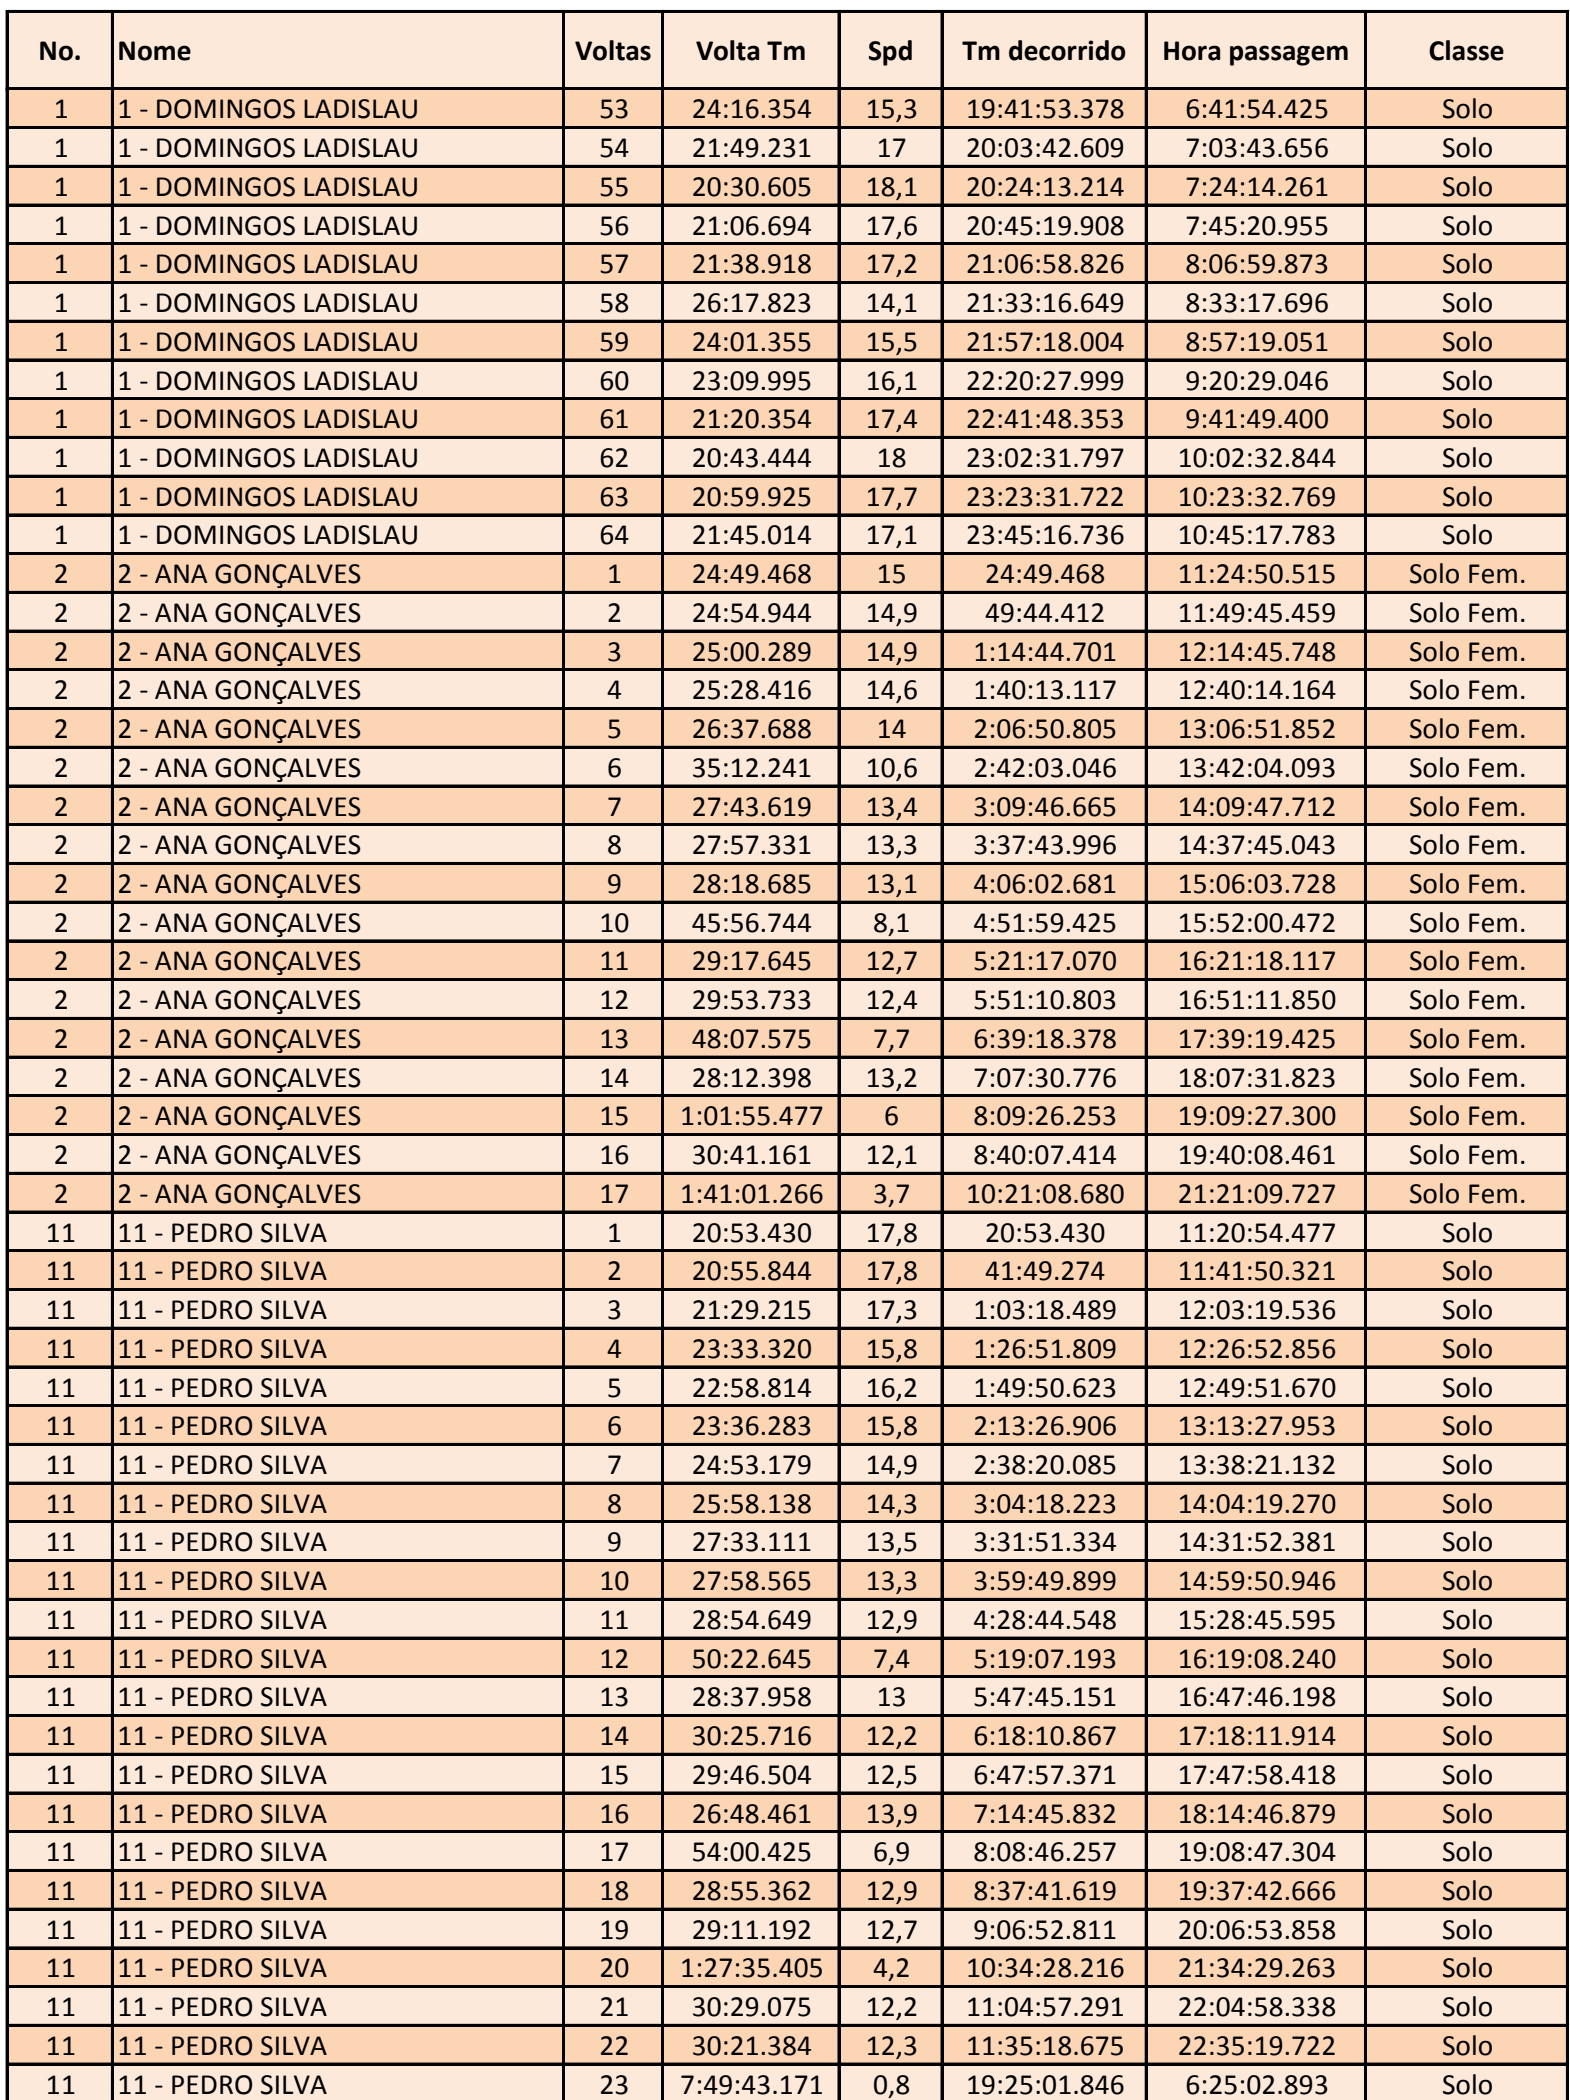 No. Nome Voltas Volta Tm Spd Tm decorrido Hora passagem Classe
1 1 - DOMINGOS LADISLAU 53 24:16.354 15,3 19:41:53.378 6:41:54.425 Solo
1 1 - DOMINGOS LADISLAU 54 21:49.231 17 20:03:42.609 7:03:43.656 Solo
1 1 - DOMINGOS LADISLAU 55 20:30.605 18,1 20:24:13.214 7:24:14.261 Solo
1 1 - DOMINGOS LADISLAU 56 21:06.694 17,6 20:45:19.908 7:45:20.955 Solo
1 1 - DOMINGOS LADISLAU 57 21:38.918 17,2 21:06:58.826 8:06:59.873 Solo
1 1 - DOMINGOS LADISLAU 58 26:17.823 14,1 21:33:16.649 8:33:17.696 Solo
1 1 - DOMINGOS LADISLAU 59 24:01.355 15,5 21:57:18.004 8:57:19.051 Solo
1 1 - DOMINGOS LADISLAU 60 23:09.995 16,1 22:20:27.999 9:20:29.046 Solo
1 1 - DOMINGOS LADISLAU 61 21:20.354 17,4 22:41:48.353 9:41:49.400 Solo
1 1 - DOMINGOS LADISLAU 62 20:43.444 18 23:02:31.797 10:02:32.844 Solo
1 1 - DOMINGOS LADISLAU 63 20:59.925 17,7 23:23:31.722 10:23:32.769 Solo
1 1 - DOMINGOS LADISLAU 64 21:45.014 17,1 23:45:16.736 10:45:17.783 Solo
2 2 - ANA GONÇALVES 1 24:49.468 15 24:49.468 11:24:50.515 Solo Fem.
2 2 - ANA GONÇALVES 2 24:54.944 14,9 49:44.412 11:49:45.459 Solo Fem.
2 2 - ANA GONÇALVES 3 25:00.289 14,9 1:14:44.701 12:14:45.748 Solo Fem.
2 2 - ANA GONÇALVES 4 25:28.416 14,6 1:40:13.117 12:40:14.164 Solo Fem.
2 2 - ANA GONÇALVES 5 26:37.688 14 2:06:50.805 13:06:51.852 Solo Fem.
2 2 - ANA GONÇALVES 6 35:12.241 10,6 2:42:03.046 13:42:04.093 Solo Fem.
2 2 - ANA GONÇALVES 7 27:43.619 13,4 3:09:46.665 14:09:47.712 Solo Fem.
2 2 - ANA GONÇALVES 8 27:57.331 13,3 3:37:43.996 14:37:45.043 Solo Fem.
2 2 - ANA GONÇALVES 9 28:18.685 13,1 4:06:02.681 15:06:03.728 Solo Fem.
2 2 - ANA GONÇALVES 10 45:56.744 8,1 4:51:59.425 15:52:00.472 Solo Fem.
2 2 - ANA GONÇALVES 11 29:17.645 12,7 5:21:17.070 16:21:18.117 Solo Fem.
2 2 - ANA GONÇALVES 12 29:53.733 12,4 5:51:10.803 16:51:11.850 Solo Fem.
2 2 - ANA GONÇALVES 13 48:07.575 7,7 6:39:18.378 17:39:19.425 Solo Fem.
2 2 - ANA GONÇALVES 14 28:12.398 13,2 7:07:30.776 18:07:31.823 Solo Fem.
2 2 - ANA GONÇALVES 15 1:01:55.477 6 8:09:26.253 19:09:27.300 Solo Fem.
2 2 - ANA GONÇALVES 16 30:41.161 12,1 8:40:07.414 19:40:08.461 Solo Fem.
2 2 - ANA GONÇALVES 17 1:41:01.266 3,7 10:21:08.680 21:21:09.727 Solo Fem.
11 11 - PEDRO SILVA 1 20:53.430 17,8 20:53.430 11:20:54.477 Solo
11 11 - PEDRO SILVA 2 20:55.844 17,8 41:49.274 11:41:50.321 Solo
11 11 - PEDRO SILVA 3 21:29.215 17,3 1:03:18.489 12:03:19.536 Solo
11 11 - PEDRO SILVA 4 23:33.320 15,8 1:26:51.809 12:26:52.856 Solo
11 11 - PEDRO SILVA 5 22:58.814 16,2 1:49:50.623 12:49:51.670 Solo
11 11 - PEDRO SILVA 6 23:36.283 15,8 2:13:26.906 13:13:27.953 Solo
11 11 - PEDRO SILVA 7 24:53.179 14,9 2:38:20.085 13:38:21.132 Solo
11 11 - PEDRO SILVA 8 25:58.138 14,3 3:04:18.223 14:04:19.270 Solo
11 11 - PEDRO SILVA 9 27:33.111 13,5 3:31:51.334 14:31:52.381 Solo
11 11 - PEDRO SILVA 10 27:58.565 13,3 3:59:49.899 14:59:50.946 Solo
11 11 - PEDRO SILVA 11 28:54.649 12,9 4:28:44.548 15:28:45.595 Solo
11 11 - PEDRO SILVA 12 50:22.645 7,4 5:19:07.193 16:19:08.240 Solo
11 11 - PEDRO SILVA 13 28:37.958 13 5:47:45.151 16:47:46.198 Solo
11 11 - PEDRO SILVA 14 30:25.716 12,2 6:18:10.867 17:18:11.914 Solo
11 11 - PEDRO SILVA 15 29:46.504 12,5 6:47:57.371 17:47:58.418 Solo
11 11 - PEDRO SILVA 16 26:48.461 13,9 7:14:45.832 18:14:46.879 Solo
11 11 - PEDRO SILVA 17 54:00.425 6,9 8:08:46.257 19:08:47.304 Solo
11 11 - PEDRO SILVA 18 28:55.362 12,9 8:37:41.619 19:37:42.666 Solo
11 11 - PEDRO SILVA 19 29:11.192 12,7 9:06:52.811 20:06:53.858 Solo
11 11 - PEDRO SILVA 20 1:27:35.405 4,2 10:34:28.216 21:34:29.263 Solo
11 11 - PEDRO SILVA 21 30:29.075 12,2 11:04:57.291 22:04:58.338 Solo
11 11 - PEDRO SILVA 22 30:21.384 12,3 11:35:18.675 22:35:19.722 Solo
11 11 - PEDRO SILVA 23 7:49:43.171 0,8 19:25:01.846 6:25:02.893 Solo